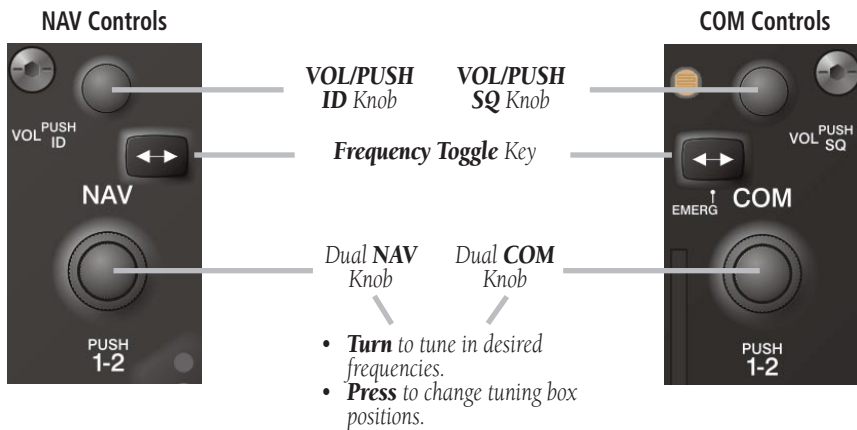 NAV Controls
COM Controls
VOL/PUSH
ID Knob
VOL/PUSH
SQ Knob
VOL PUSH
ID
VOL PUSH
SQ
Frequency Toggle Key
NAV
EMERG
COM
Dual NAV
Knob
Dual COM
Knob
PUSH
1-2
PUSH
1-2
• Turn to tune in desired
frequencies.
• Press to change tuning box
positions.